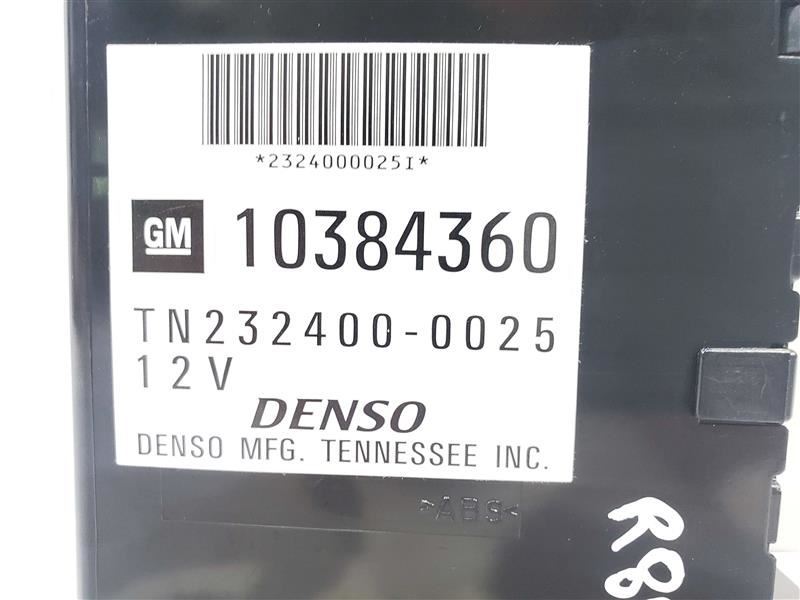 *2324000025I*
GM 10384360
TN232400-0025
12V
DENSO
DENSO MFG. TENNESSEE INC.
>ABS<